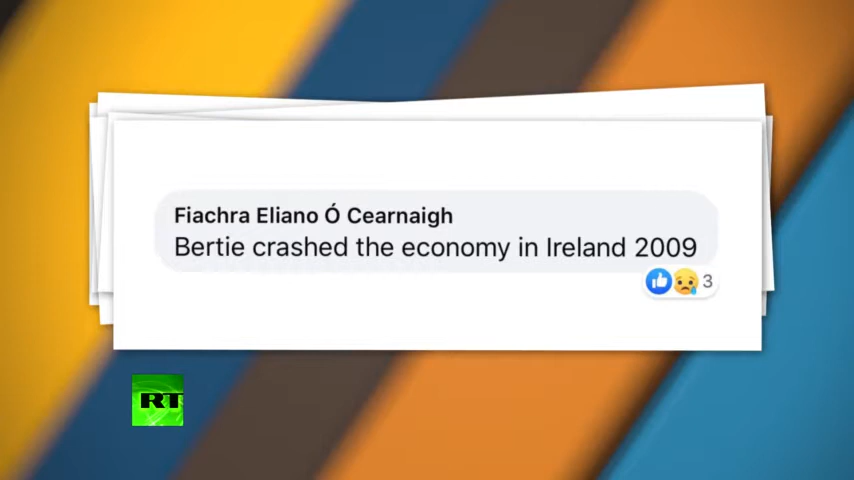 Fiachra Eliano Ó Cearnaigh
Bertie crashed the economy in Ireland 2009
3
RT